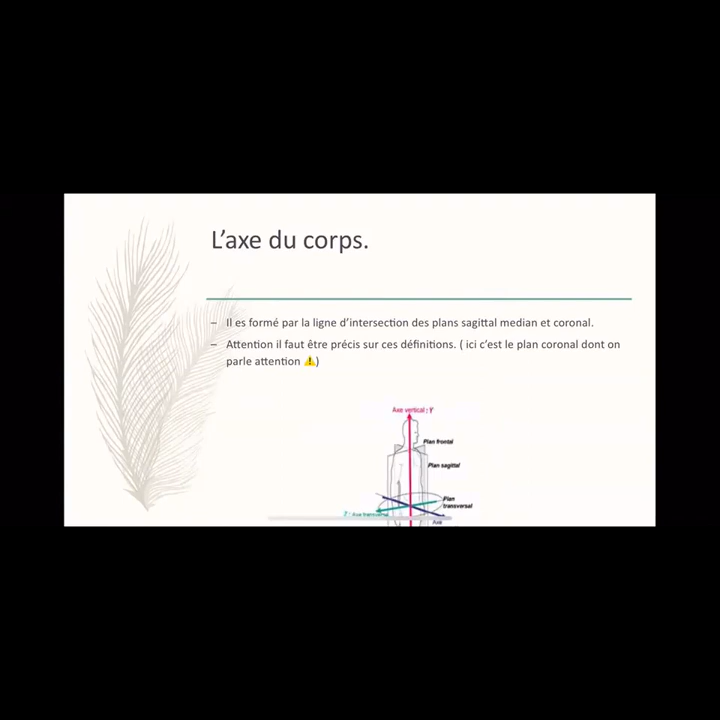 L'axe du corps.
– Il es formé par la ligne d'intersection des plans sagittal median et coronal.
– Attention il faut être précis sur ces définitions. ( ici c'est le plan coronal dont on
parle attention ⚠️)
Axe vertical : Y
Plan frontal
Plan sagittal
Plan
transversal
Z : Axe transversal
Axe